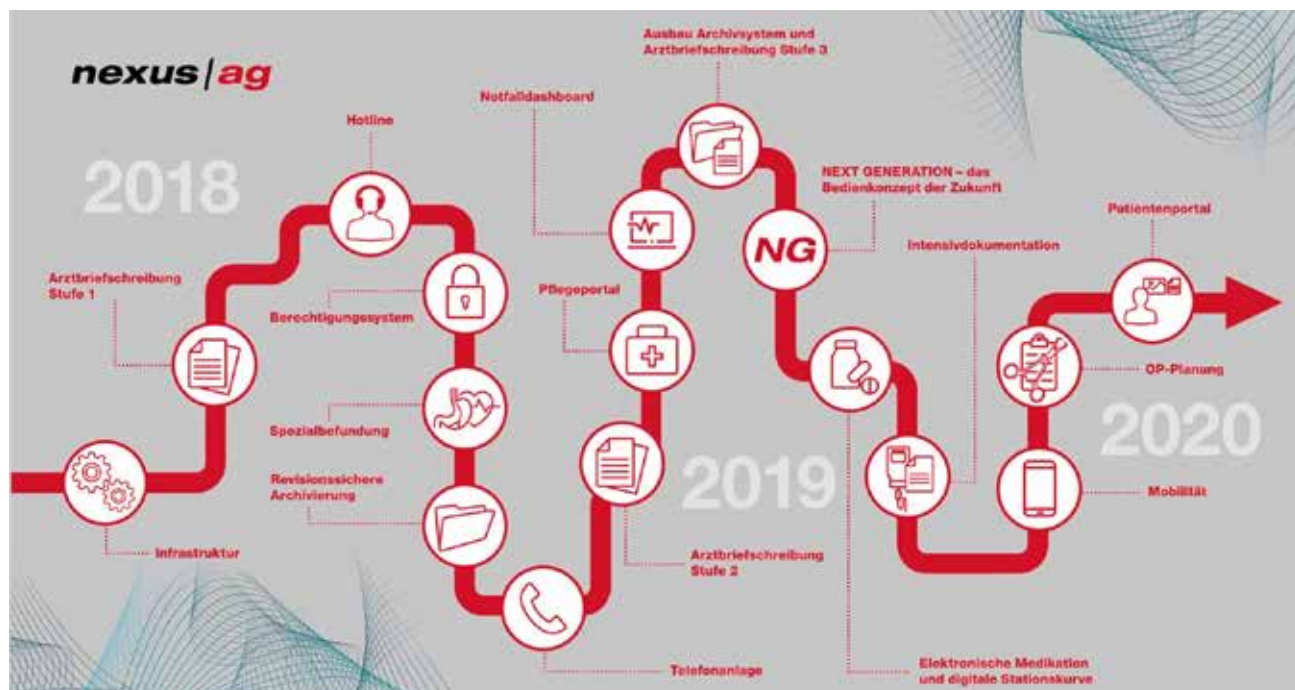 nexus|ag
2018
Infrastruktur
Arztbriefschreibung
Stufe 1
Hotline
Berechtigungssystem
Spezialbefundung
Revisionssichere
Archivierung
Telefonanlage
2019
Arztbriefschreibung
Stufe 2
Pflegeportal
Notfalldashboard
Ausbau Archivsystem und
Arztbriefschreibung Stufe 3
NG
NEXT GENERATION – das
Bedienkonzept der Zukunft
Elektronische Medikation
und digitale Stationskurve
Intensivdokumentation
2020
Mobilität
OP-Planung
Patientenportal